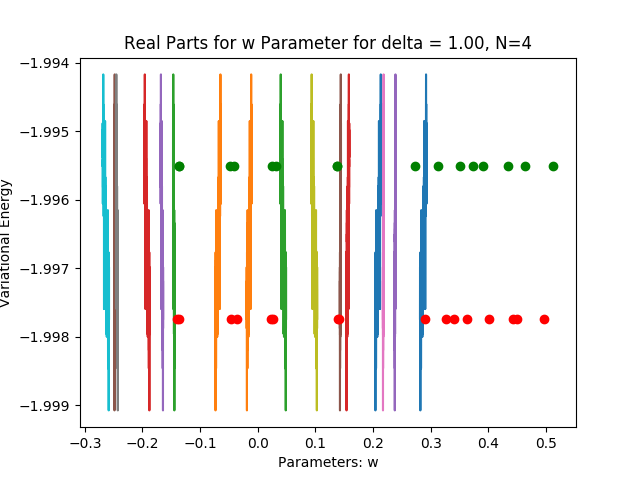 Real Parts for w Parameter for delta = 1.00, N=4
Variational Energy
−1.994
−1.995
−1.996
−1.997
−1.998
−1.999
−0.3 −0.2 −0.1 0.0 0.1 0.2 0.3 0.4 0.5
Parameters: w